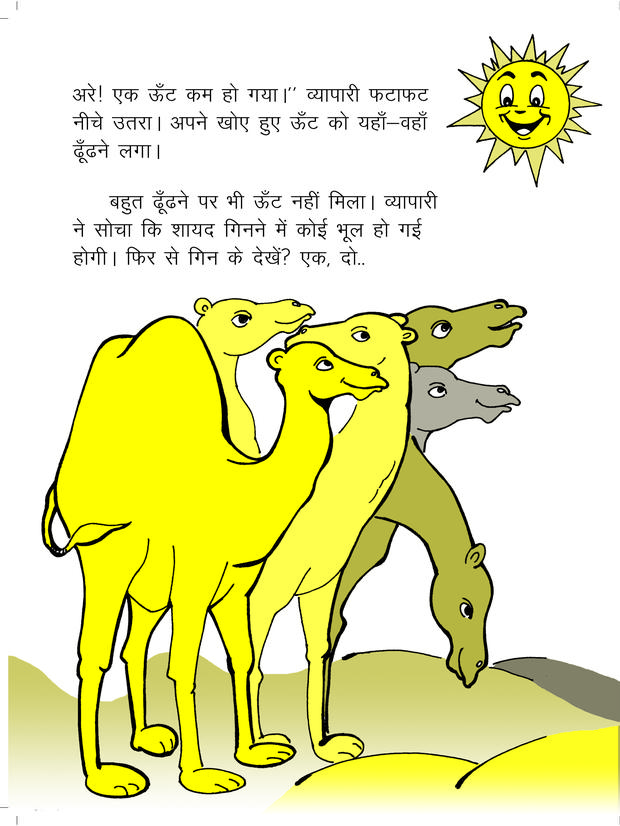 अरे! एक ऊँट कम हो गया।’’ व्यापारी फटाफट
नीचे उतरा। अपने खोए हुए ऊँट को यहाँ–वहाँ
ढूँढने लगा।
बहुत ढूँढने पर भी ऊँट नहीं मिला। व्यापारी
ने सोचा कि शायद गिनने में कोई भूल हो गई
होगी। फिर से गिन के देखें? एक, दो..